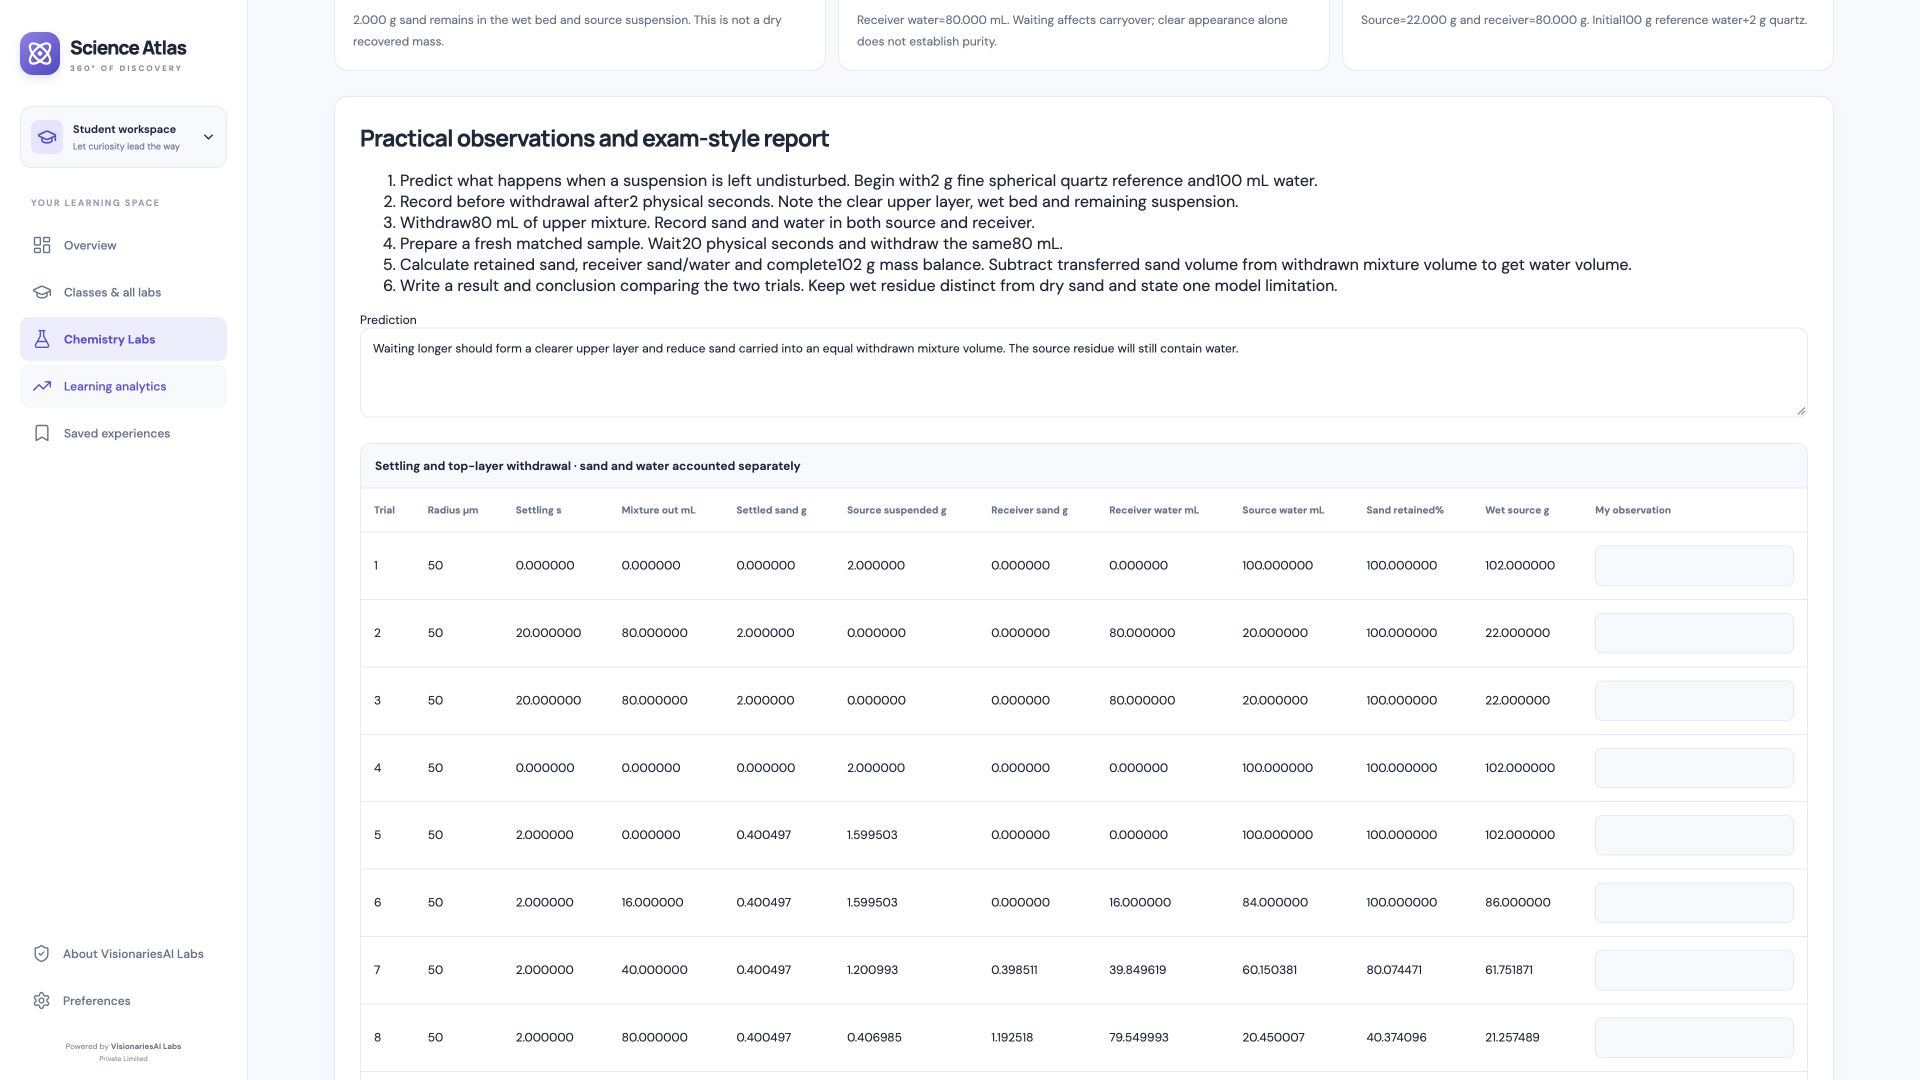 Science Atlas
360° OF DISCOVERY
Student workspace
Let curiosity lead the way
YOUR LEARNING SPACE
Overview
Classes & all labs
Chemistry Labs
Learning analytics
Saved experiences
About VisionariesAI Labs
Preferences
Powered by VisionariesAI Labs
Private Limited
2.000 g sand remains in the wet bed and source suspension. This is not a dry
recovered mass.
Receiver water=80.000 mL. Waiting affects carryover; clear appearance alone
does not establish purity.
Source=22.000 g and receiver=80.000 g. Initial100 g reference water+2 g quartz.
Practical observations and exam-style report
1. Predict what happens when a suspension is left undisturbed. Begin with2 g fine spherical quartz reference and100 mL water.
2. Record before withdrawal after2 physical seconds. Note the clear upper layer, wet bed and remaining suspension.
3. Withdraw80 mL of upper mixture. Record sand and water in both source and receiver.
4. Prepare a fresh matched sample. Wait20 physical seconds and withdraw the same80 mL.
5. Calculate retained sand, receiver sand/water and complete102 g mass balance. Subtract transferred sand volume from withdrawn mixture volume to get water volume.
6. Write a result and conclusion comparing the two trials. Keep wet residue distinct from dry sand and state one model limitation.
Prediction
Waiting longer should form a clearer upper layer and reduce sand carried into an equal withdrawn mixture volume. The source residue will still contain water.
Settling and top-layer withdrawal · sand and water accounted separately
Trial Radius µm Settling s Mixture out mL Settled sand g Source suspended g Receiver sand g Receiver water mL Source water mL Sand retained% Wet source g My observation
1 50 0.000000 0.000000 0.000000 2.000000 0.000000 0.000000 100.000000 100.000000 102.000000
2 50 20.000000 80.000000 2.000000 0.000000 0.000000 80.000000 20.000000 100.000000 22.000000
3 50 20.000000 80.000000 2.000000 0.000000 0.000000 80.000000 20.000000 100.000000 22.000000
4 50 0.000000 0.000000 0.000000 2.000000 0.000000 0.000000 100.000000 100.000000 102.000000
5 50 2.000000 0.000000 0.400497 1.599503 0.000000 0.000000 100.000000 100.000000 102.000000
6 50 2.000000 16.000000 0.400497 1.599503 0.000000 16.000000 84.000000 100.000000 86.000000
7 50 2.000000 40.000000 0.400497 1.200993 0.398511 39.849619 60.150381 80.074471 61.751871
8 50 2.000000 80.000000 0.400497 0.406985 1.192518 79.549993 20.450007 40.374096 21.257489